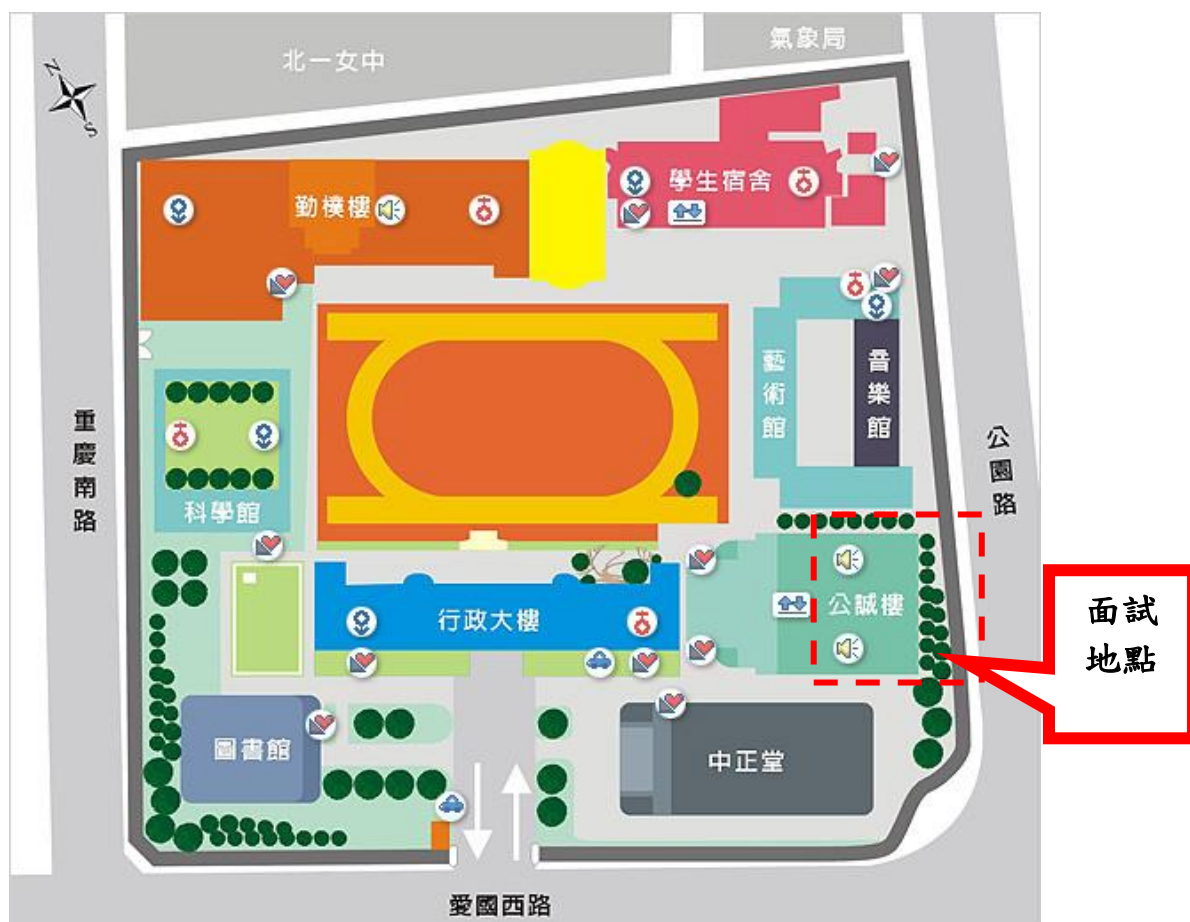 北一女中
氣象局
N
S
學生宿舍
勤樸樓
藝術館
音樂館
重慶南路
公園路
科學館
公誠樓
面試
地點
行政大樓
圖書館
中正堂
愛國西路